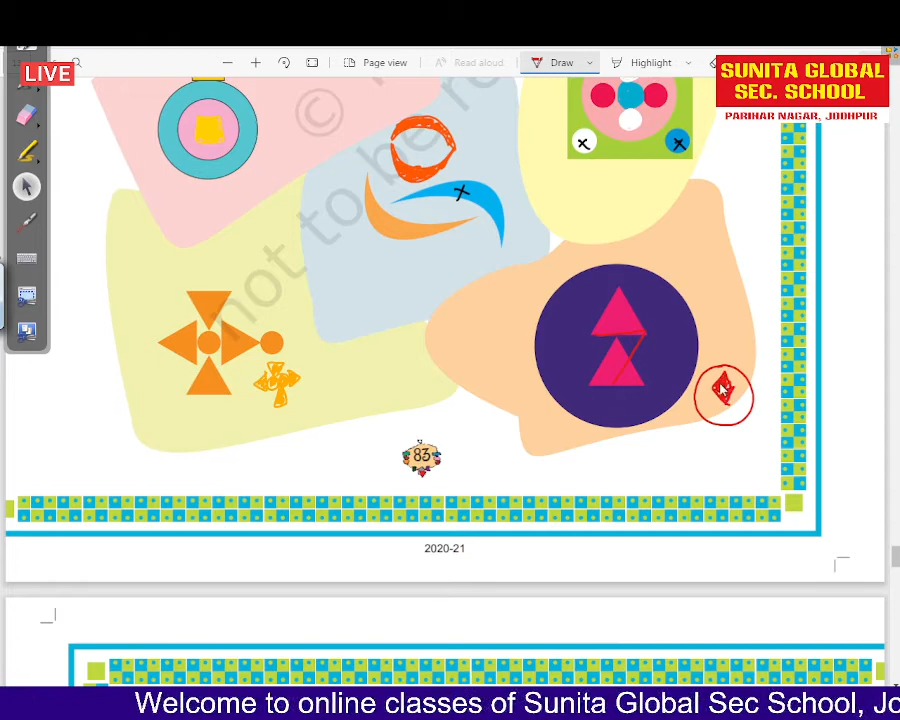 LIVE
Page view
Read aloud
Draw
Highlight
SUNITA GLOBAL
SEC. SCHOOL
PARIHAR NAGAR, JODHPUR
©
not to be re
83
2020-21
Welcome to online classes of Sunita Global Sec School, Jo